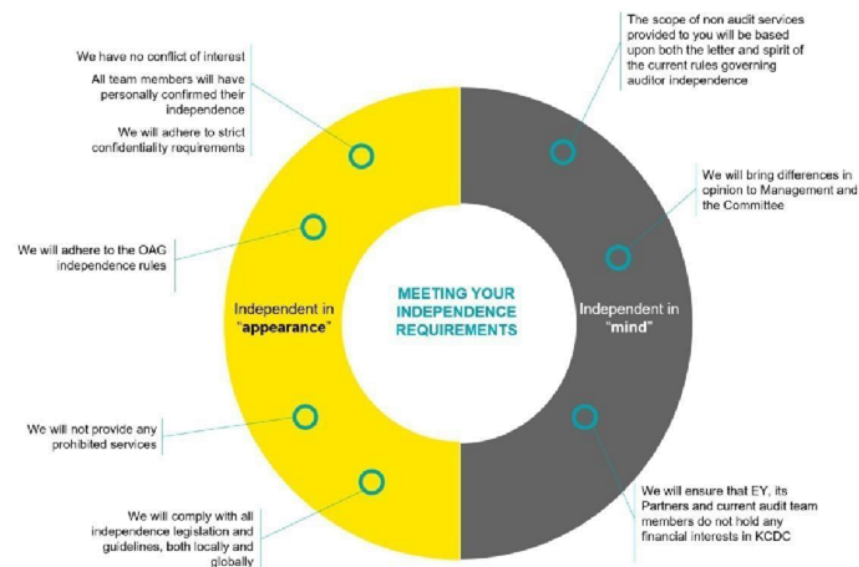 We have no conflict of interest
All team members will have
personally confirmed their
independence
We will adhere to strict
confidentiality requirements
We will adhere to the OAG
independence rules
Independent in
"appearance"
We will not provide any
prohibited services
We will comply with all
independence legislation and
guidelines, both locally and
globally
MEETING YOUR
INDEPENDENCE
REQUIREMENTS
The scope of non audit services
provided to you will be based
upon both the letter and spirit of
the current rules governing
auditor independence
We will bring differences in
opinion to Management and
the Committee
Independent in
"mind"
We will ensure that EY, its
Partners and current audit team
members do not hold any
financial interests in KCDC